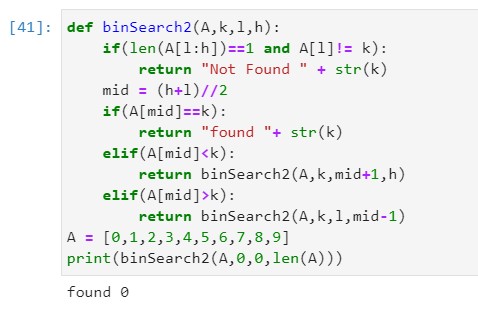 [41]: def binSearch2(A,k,l,h):
    if(len(A[l:h])==1 and A[l]!= k):
        return "Not Found " + str(k)
    mid = (h+l)//2
    if(A[mid]==k):
        return "found "+ str(k)
    elif(A[mid]<k):
        return binSearch2(A,k,mid+1,h)
    elif(A[mid]>k):
        return binSearch2(A,k,l,mid-1)
A = [0,1,2,3,4,5,6,7,8,9]
print(binSearch2(A,0,0,len(A)))
found 0